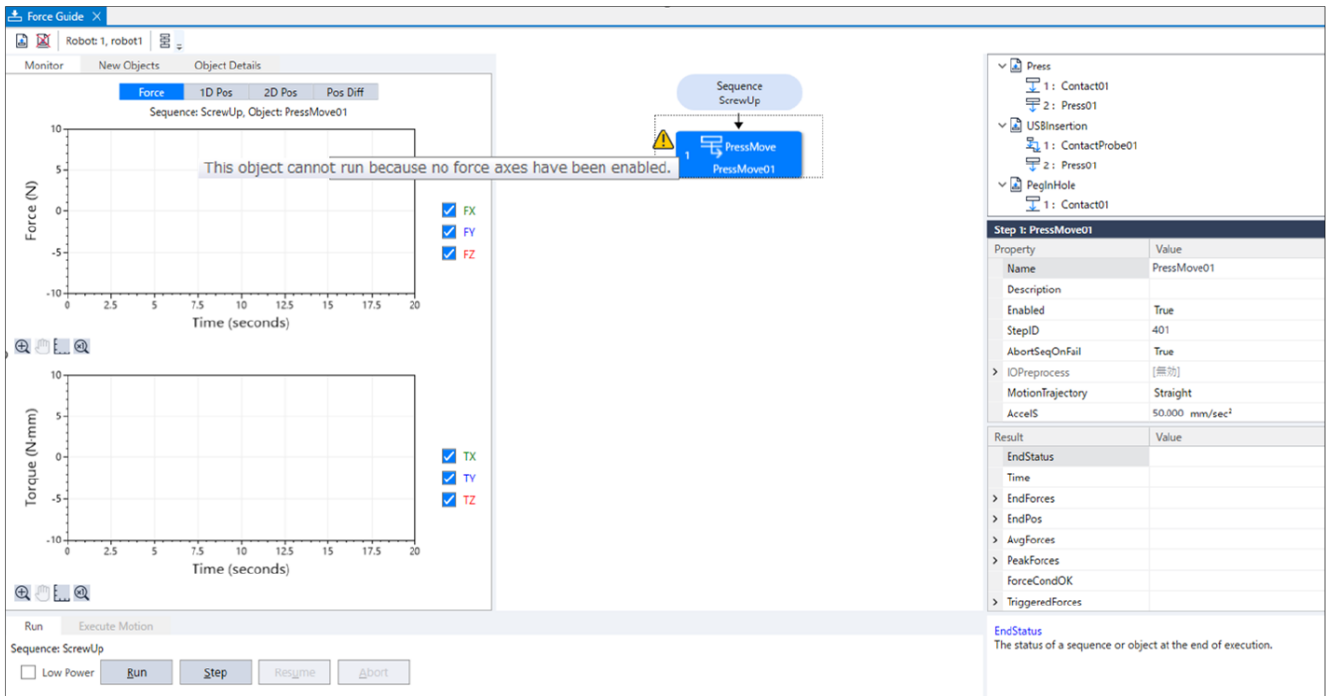 Force Guide
Robot: 1, robot1
Monitor New Objects Object Details
Force 1D Pos 2D Pos Pos Diff
Sequence: ScrewUp, Object: PressMove01
10
5
0
-5
-10
Force (N)
0 2.5 5 7.5 10 12.5 15 17.5 20
Time (seconds)
FX
FY
FZ
10
5
0
-5
-10
Torque (N·mm)
0 2.5 5 7.5 10 12.5 15 17.5 20
Time (seconds)
TX
TY
TZ
Run Execute Motion
Sequence: ScrewUp
Low Power Run Step Resume Abort
Sequence
ScrewUp
1 PressMove
PressMove01
This object cannot run because no force axes have been enabled.
Press
1: Contact01
2: Press01
USBInsertion
1: ContactProbe01
2: Press01
PegInHole
1: Contact01
Step 1: PressMove01
Property Value
Name PressMove01
Description
Enabled True
StepID 401
AbortSeqOnFail True
IOPreprocess [無効]
MotionTrajectory Straight
AccelS 50.000 mm/sec²
Result Value
EndStatus
Time
EndForces
EndPos
AvgForces
PeakForces
ForceCondOK
TriggeredForces
EndStatus
The status of a sequence or object at the end of execution.